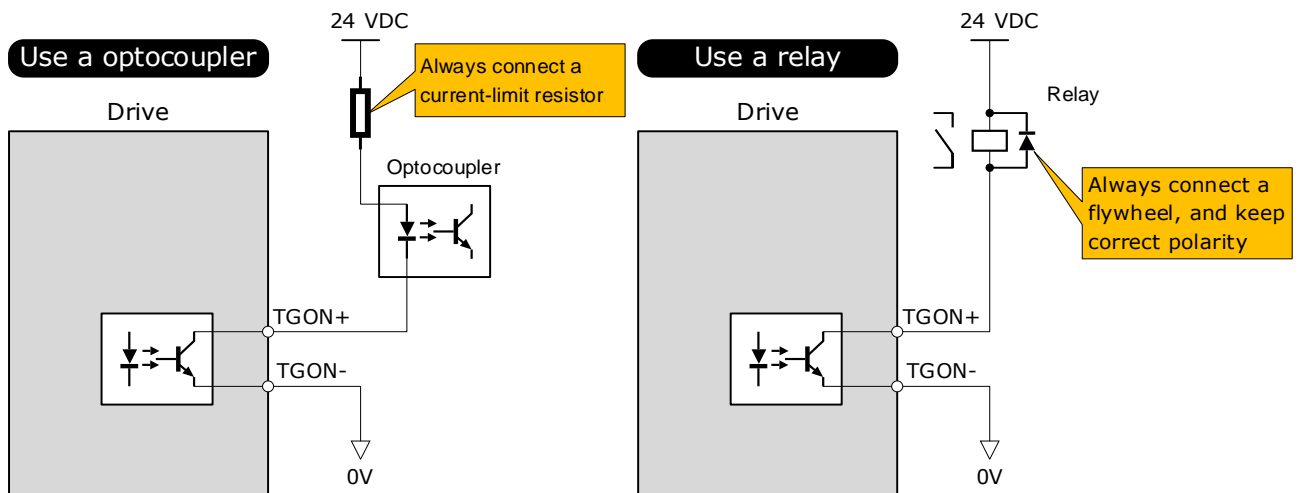 24 VDC
Use a optocoupler
Always connect a
current-limit resistor
Drive
Optocoupler
TGON+
TGON-
0V
24 VDC
Use a relay
Relay
Drive
Always connect a
flywheel, and keep
correct polarity
TGON+
TGON-
0V